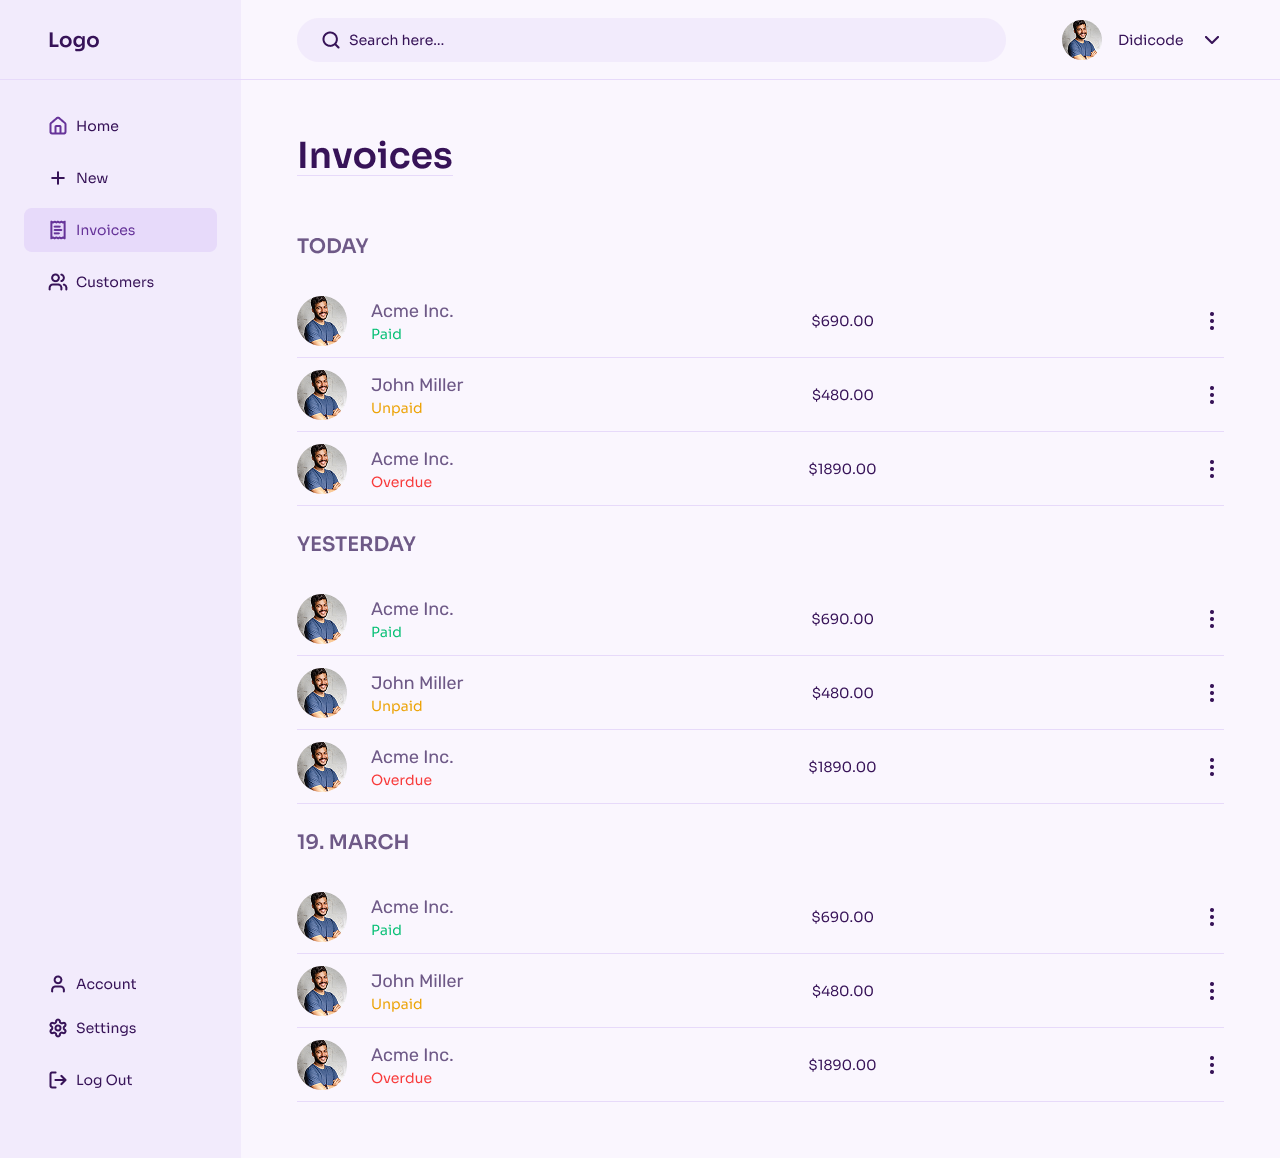 Logo
Search here...
Didicode
Home
New
Invoices
Customers
Account
Settings
Log Out
Invoices
TODAY
Acme Inc.
Paid
$690.00
John Miller
Unpaid
$480.00
Acme Inc.
Overdue
$1890.00
YESTERDAY
Acme Inc.
Paid
$690.00
John Miller
Unpaid
$480.00
Acme Inc.
Overdue
$1890.00
19. MARCH
Acme Inc.
Paid
$690.00
John Miller
Unpaid
$480.00
Acme Inc.
Overdue
$1890.00